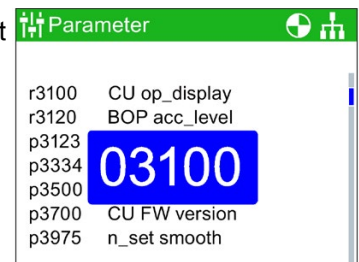 t
Parameter
r3100 CU op_display
r3120 BOP acc_level
p3123
p3334
03100
p3500
p3700 CU FW version
p3975 n_set smooth